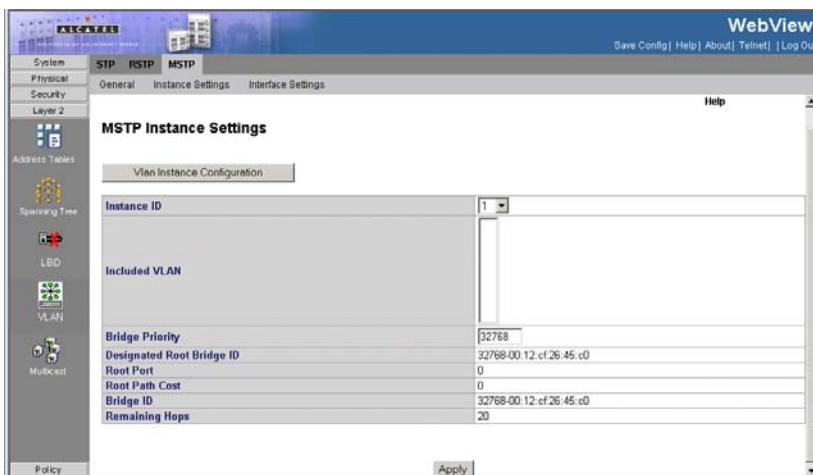 ALCATEL
WebView
Save Config| Help| About| Telnet| |Log Ou
System
Physical
Security
Layer 2
Address Tables
Spanning Tree
LBD
VLAN
Multicast
Policy
STP RSTP MSTP
General Instance Settings Interface Settings
Help
MSTP Instance Settings
Vlan Instance Configuration
Instance ID 1
Included VLAN
Bridge Priority 32768
Designated Root Bridge ID 32768-00:12:cf:26:45:c0
Root Port 0
Root Path Cost 0
Bridge ID 32768-00:12:cf:26:45:c0
Remaining Hops 20
Apply